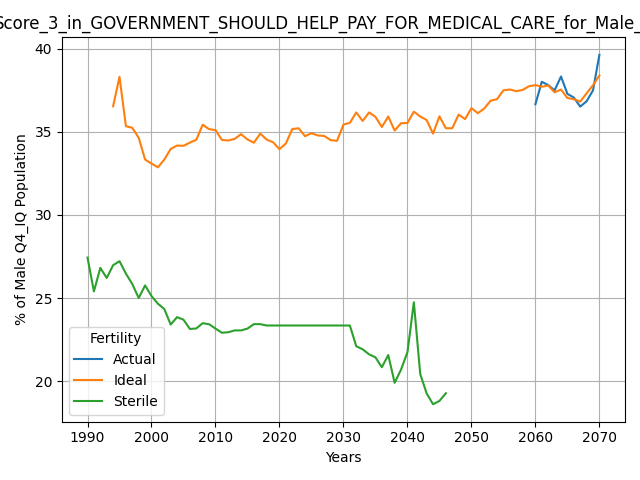 Score_3_in_GOVERNMENT_SHOULD_HELP_PAY_FOR_MEDICAL_CARE_for_Male_
40
35
30
25
20
% of Male Q4_IQ Population
Fertility
Actual
Ideal
Sterile
1990 2000 2010 2020 2030 2040 2050 2060 2070
Years